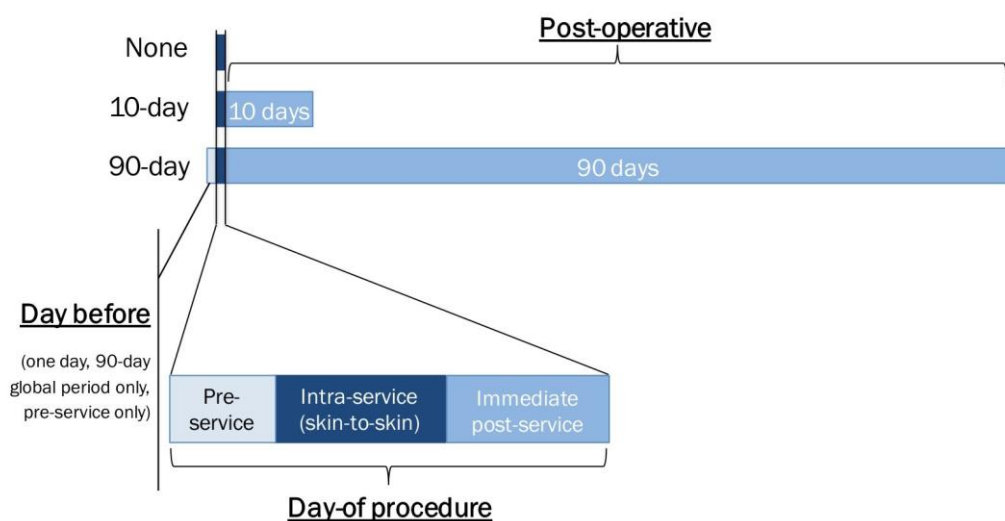 Post-operative
None
10-day
10 days
90-day
90 days
Day before
(one day, 90-day
global period only,
pre-service only)
Pre-
service
Intra-service
(skin-to-skin)
Immediate
post-service
Day-of procedure